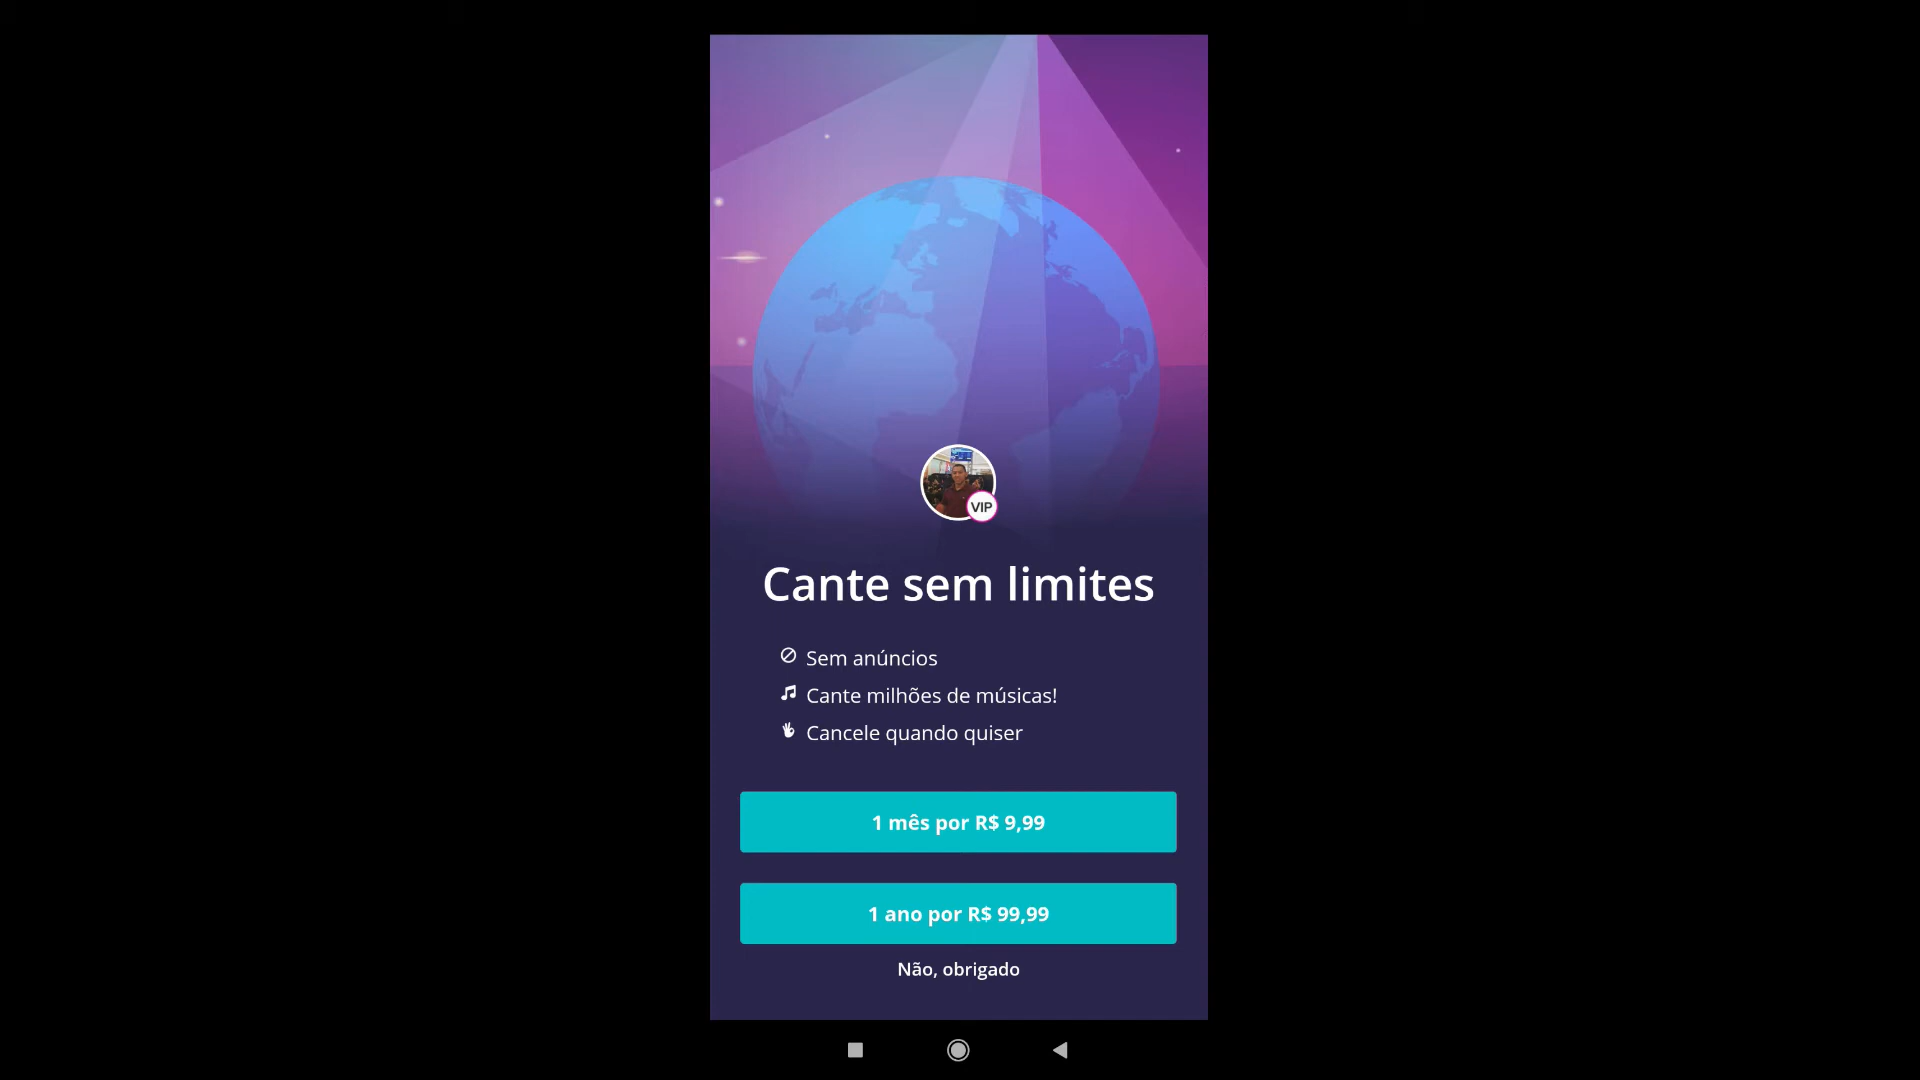 VIP
Cante sem limites
Sem anúncios
Cante milhões de músicas!
Cancele quando quiser
1 mês por R$ 9,99
1 ano por R$ 99,99
Não, obrigado